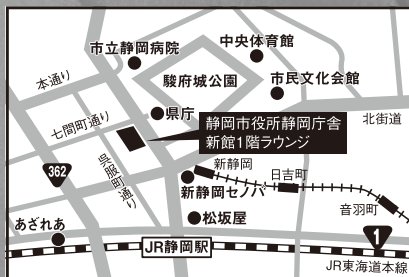 中央体育館
市立静岡病院
本通り
駿府城公園
市民文化会館
県庁
七間町通り
静岡市役所静岡庁舎
新館1階ラウンジ
北街道
呉服町通り
362
新静岡
日吉町
新静岡セノバ
音羽町
松坂屋
あざれあ
JR静岡駅
1
JR東海道本線